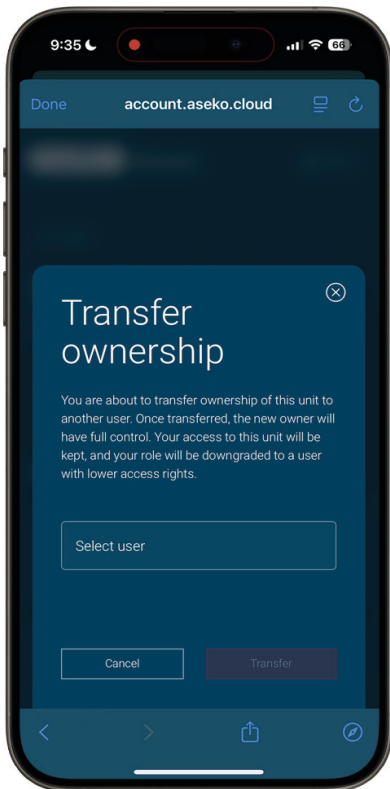 9:35
66
Done
account.aseko.cloud
Transfer
ownership
You are about to transfer ownership of this unit to
another user. Once transferred, the new owner will
have full control. Your access to this unit will be
kept, and your role will be downgraded to a user
with lower access rights.
Select user
Cancel
Transfer